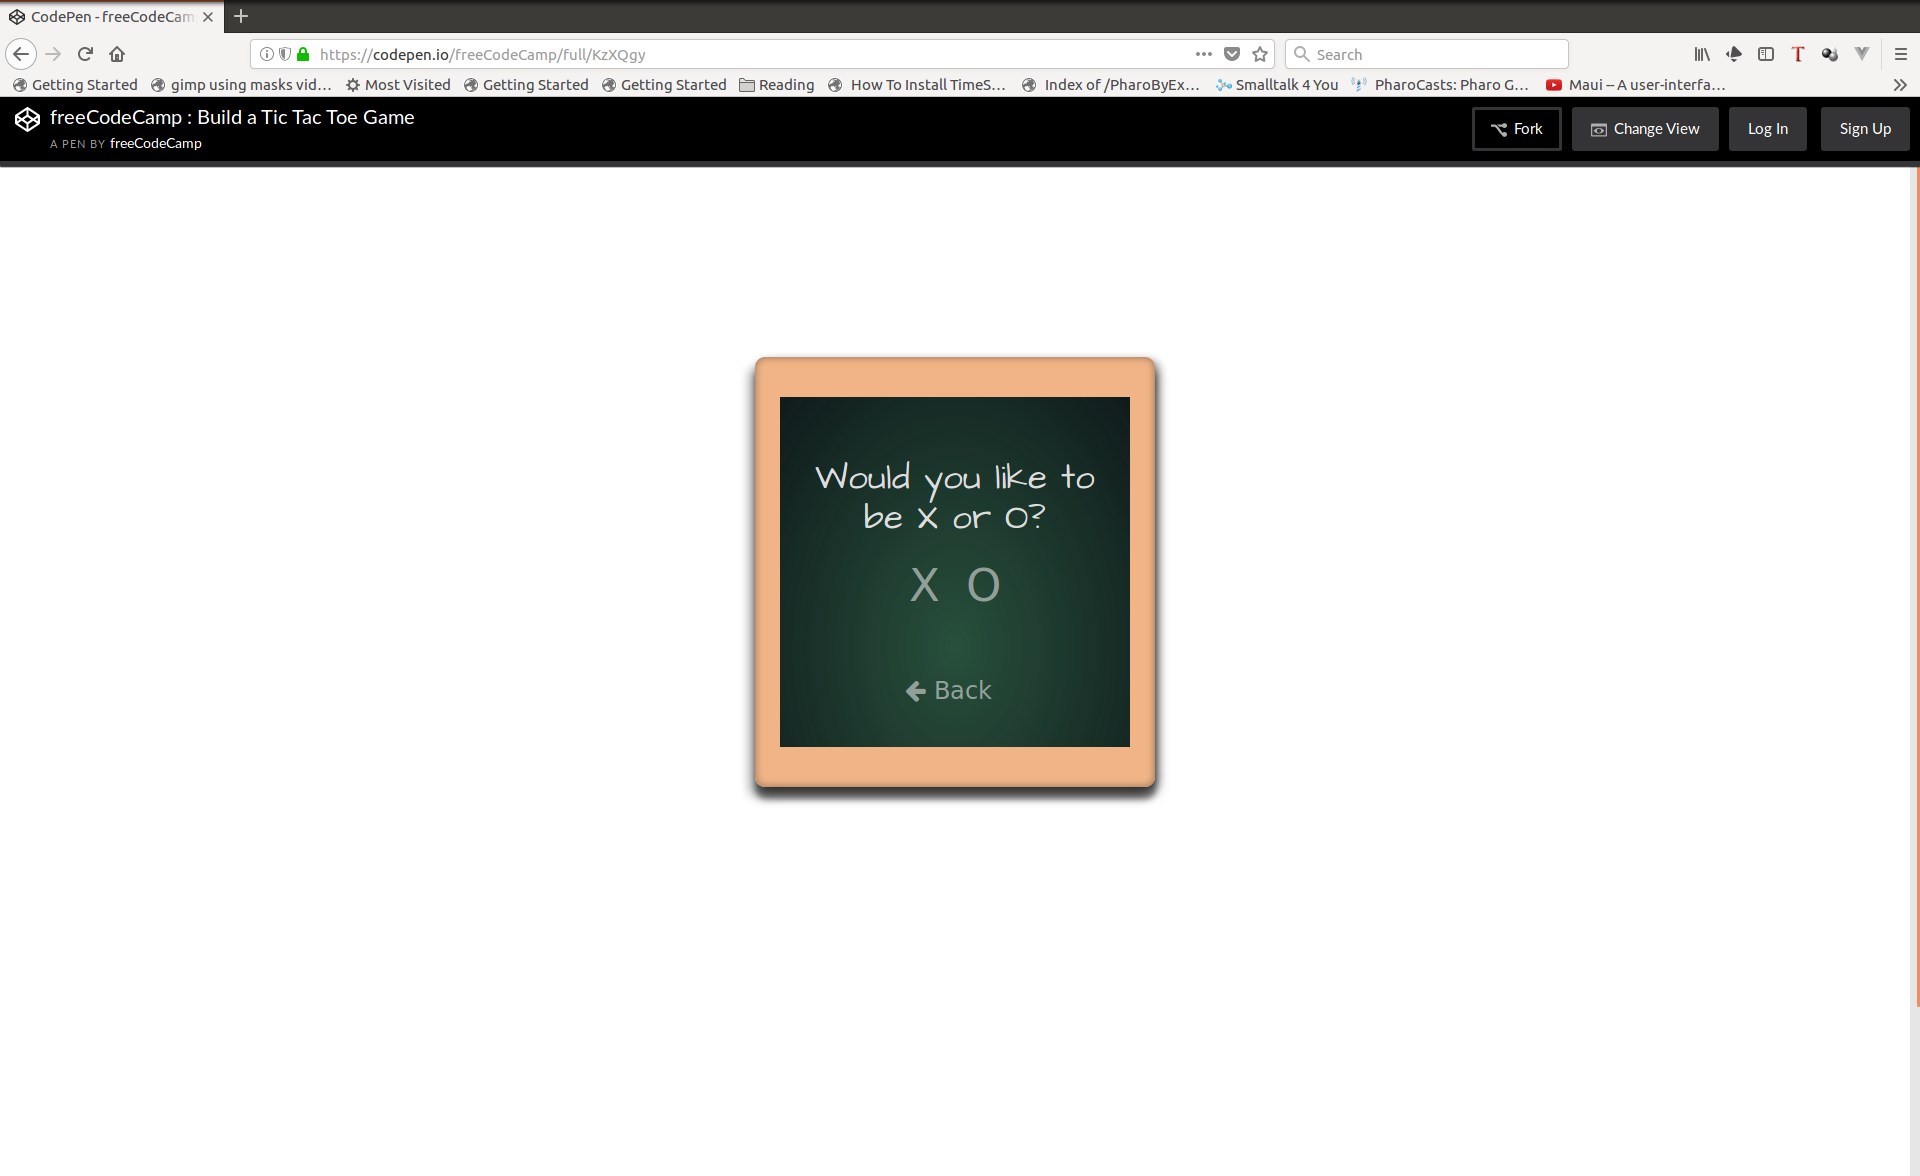 CodePen - freeCodeCam
https://codepen.io/freeCodeCamp/full/KzXQgy
Search
Getting Started
gimp using masks vid...
Most Visited
Getting Started
Getting Started
Reading
How To Install TimeS...
Index of /PharoByEx...
Smalltalk 4 You
PharoCasts: Pharo G...
Maui -- A user-interfa...
freeCodeCamp : Build a Tic Tac Toe Game
A PEN BY freeCodeCamp
Fork
Change View
Log In
Sign Up
Would you like to
be X or O?
X O
Back